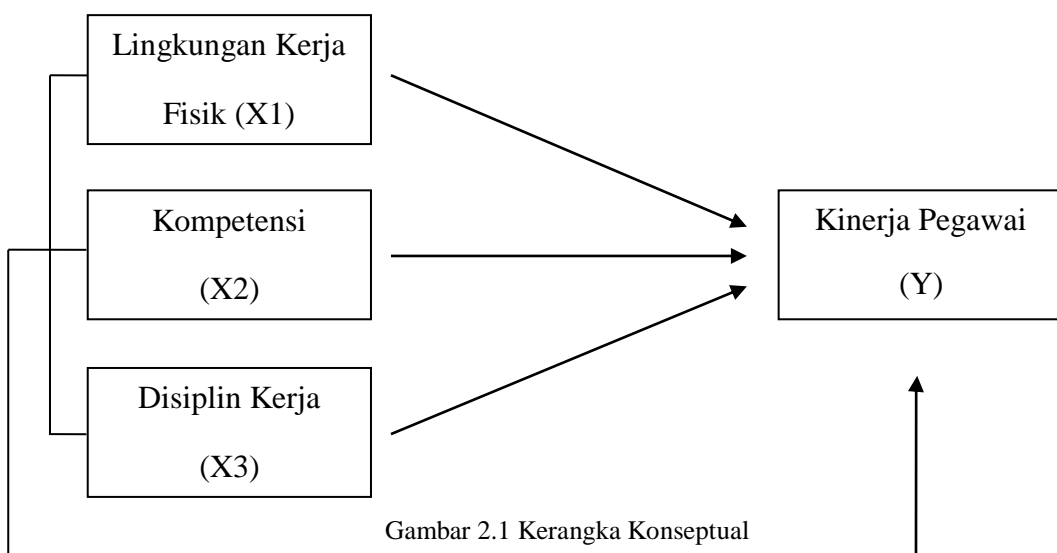 Lingkungan Kerja
Fisik (X1)
Kompetensi
(X2)
Disiplin Kerja
(X3)
Kinerja Pegawai
(Y)
Gambar 2.1 Kerangka Konseptual